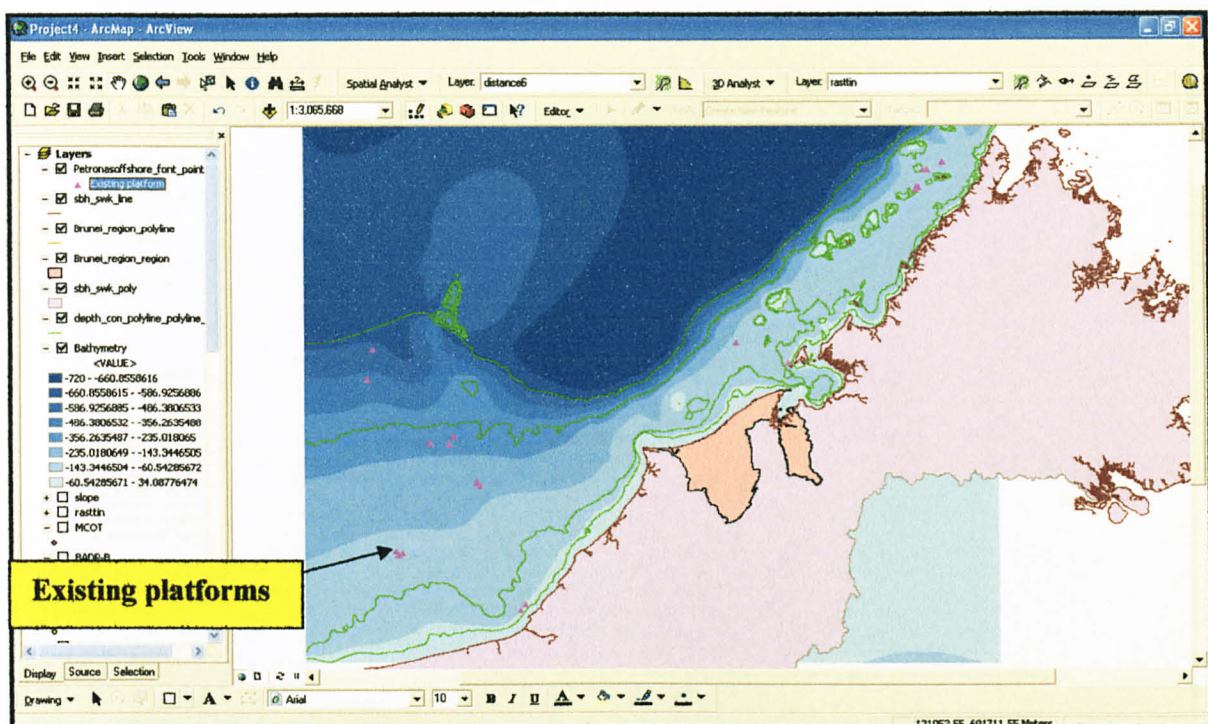 Project4 - ArcMap - ArcView
File Edit View Insert Selection Tools Window Help
Spatial Analyst Layer: distance6 3D Analyst Layer: rasttin
1:3,065,668 Editor
Layers
Petronasoffshore_font_point
Existing platform
sbh_swk_line
Brunei_region_polyline
Brunei_region_region
sbh_swk_poly
depth_con_polyline_polyline_
Bathymetry
<VALUE>
-720 - -660.8558616
-660.8558615 - -586.9256886
-586.9256885 - -486.3806533
-486.3806532 - -356.2635488
-356.2635487 - -235.018065
-235.0180649 - -143.3446505
-143.3446504 - -60.54285672
-60.54285671 - 34.08776474
slope
rasttin
MCOT
BADP-B
Existing platforms
Display Source Selection
Drawing A Arial 10 B I U A